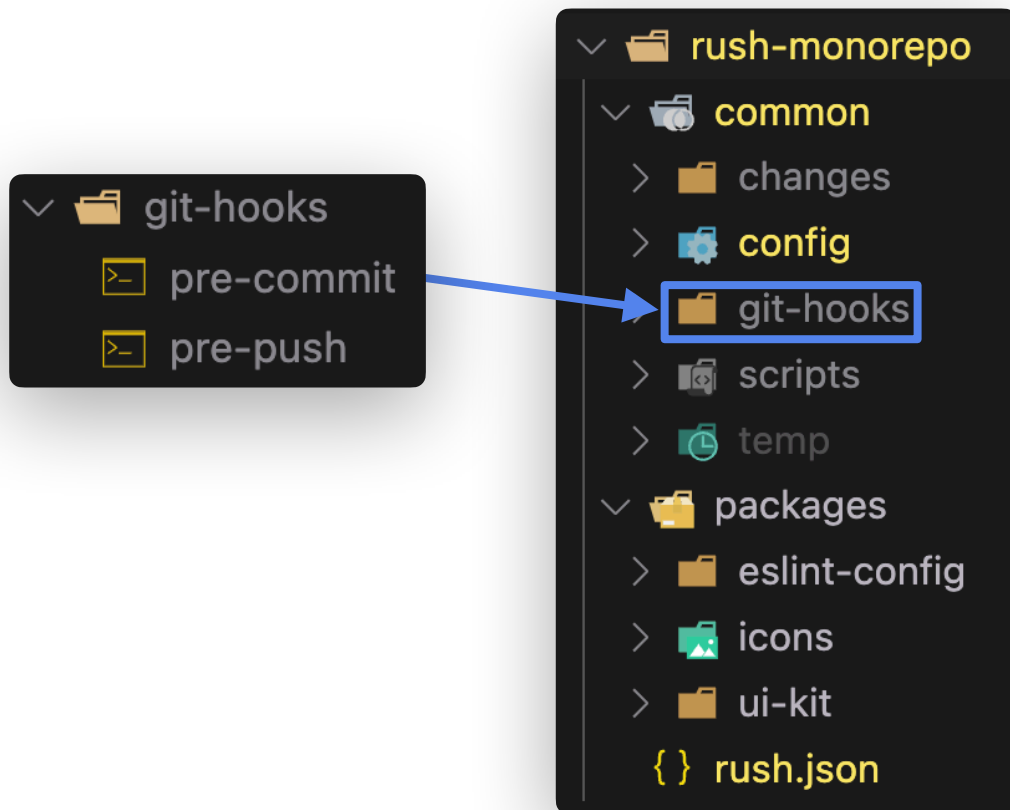 git-hooks
pre-commit
pre-push
rush-monorepo
common
changes
config
git-hooks
scripts
temp
packages
eslint-config
icons
ui-kit
{ } rush.json